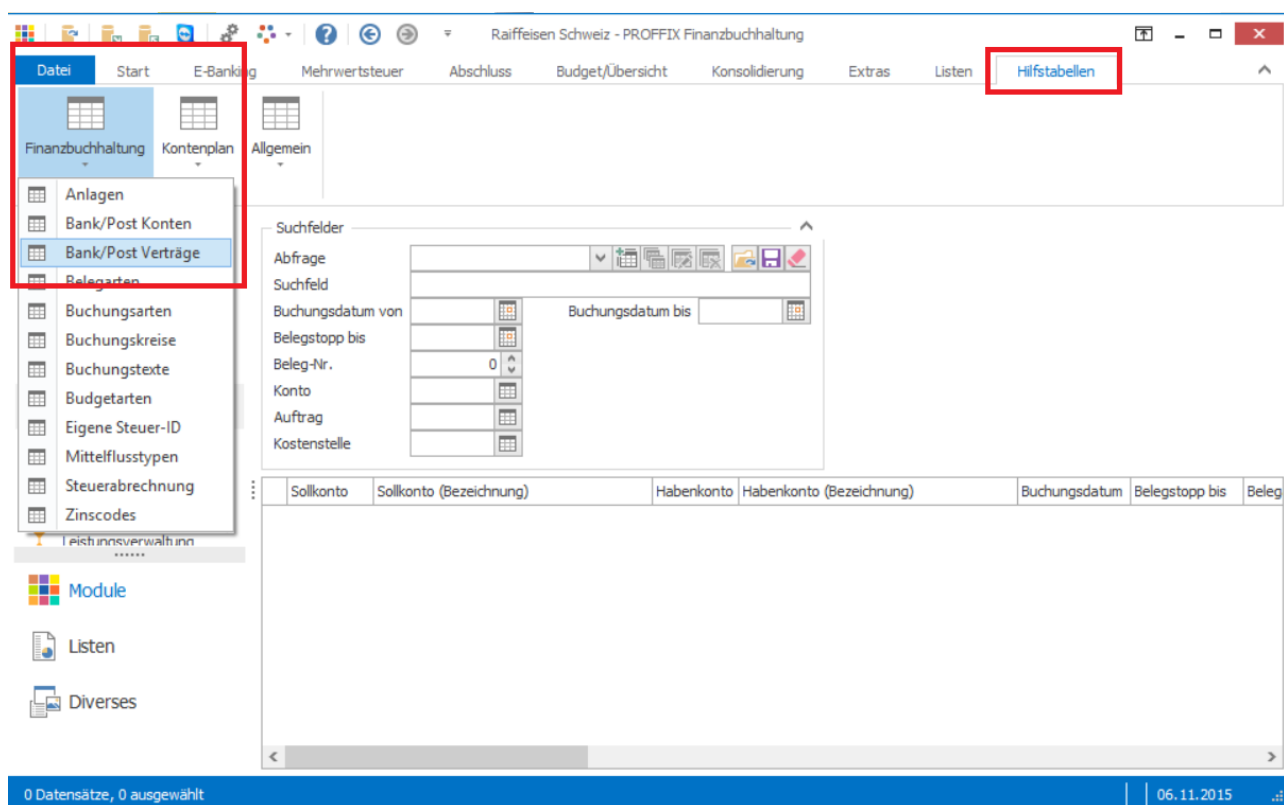 Raiffeisen Schweiz - PROFFIX Finanzbuchhaltung
Datei Start E-Banking Mehrwertsteuer Abschluss Budget/Übersicht Konsolidierung Extras Listen Hilfstabellen
Finanzbuchhaltung Kontenplan Allgemein
Anlagen
Bank/Post Konten
Bank/Post Verträge
Belegarten
Buchungsarten
Buchungskreise
Buchungstexte
Budgetarten
Eigene Steuer-ID
Mittelflusstypen
Steuerabrechnung
Zinscodes
Leistungsverwaltung
Module
Listen
Diverses
Suchfelder
Abfrage
Suchfeld
Buchungsdatum von Buchungsdatum bis
Belegstopp bis
Beleg-Nr. 0
Konto
Auftrag
Kostenstelle
Sollkonto Sollkonto (Bezeichnung) Habenkonto Habenkonto (Bezeichnung) Buchungsdatum Belegstopp bis Beleg
0 Datensätze, 0 ausgewählt 06.11.2015